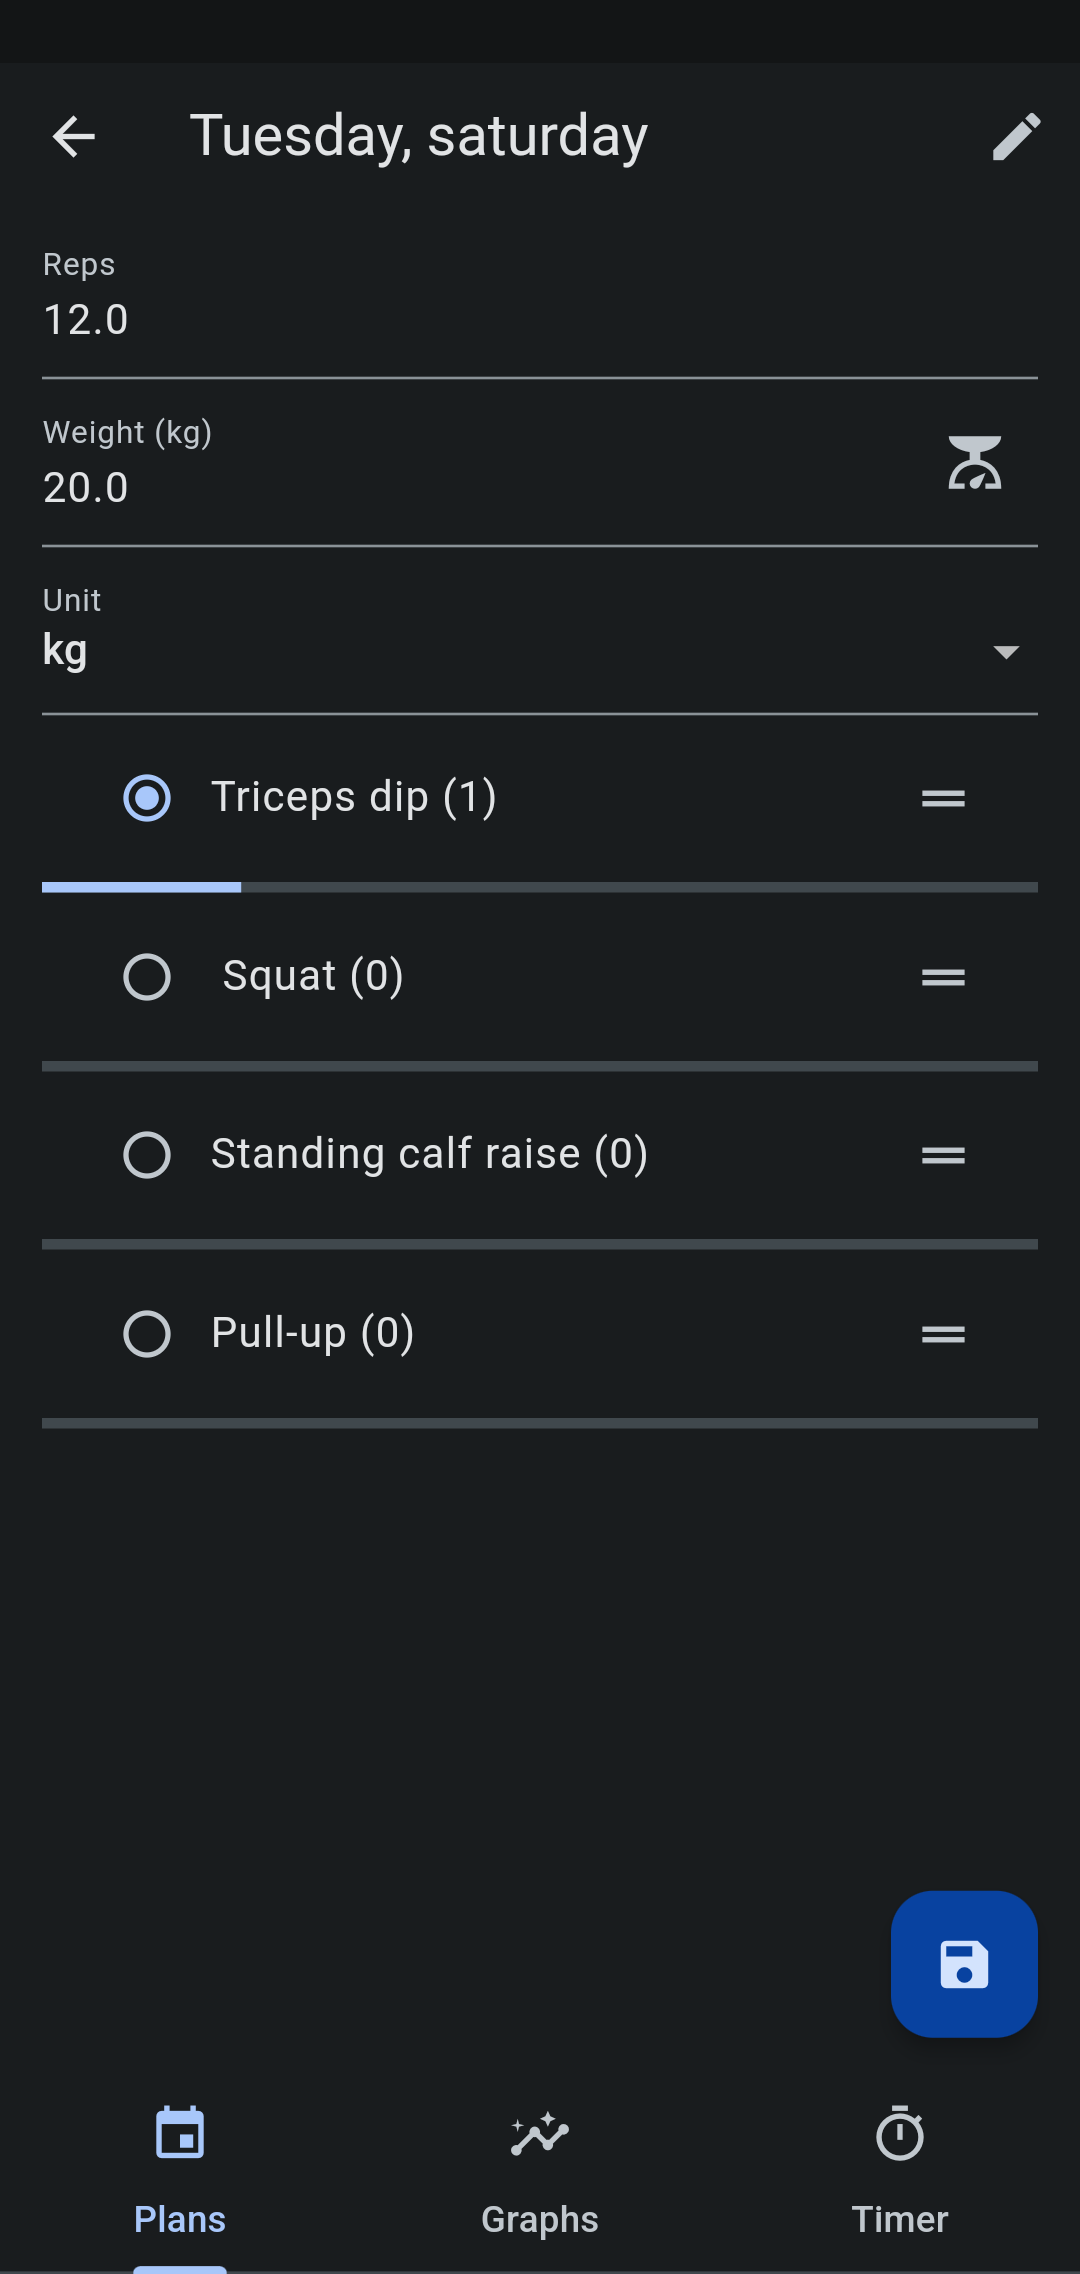 Tuesday, saturday
Reps
12.0
Weight (kg)
20.0
Unit
kg
Triceps dip (1)
Squat (0)
Standing calf raise (0)
Pull-up (0)
Plans
Graphs
Timer